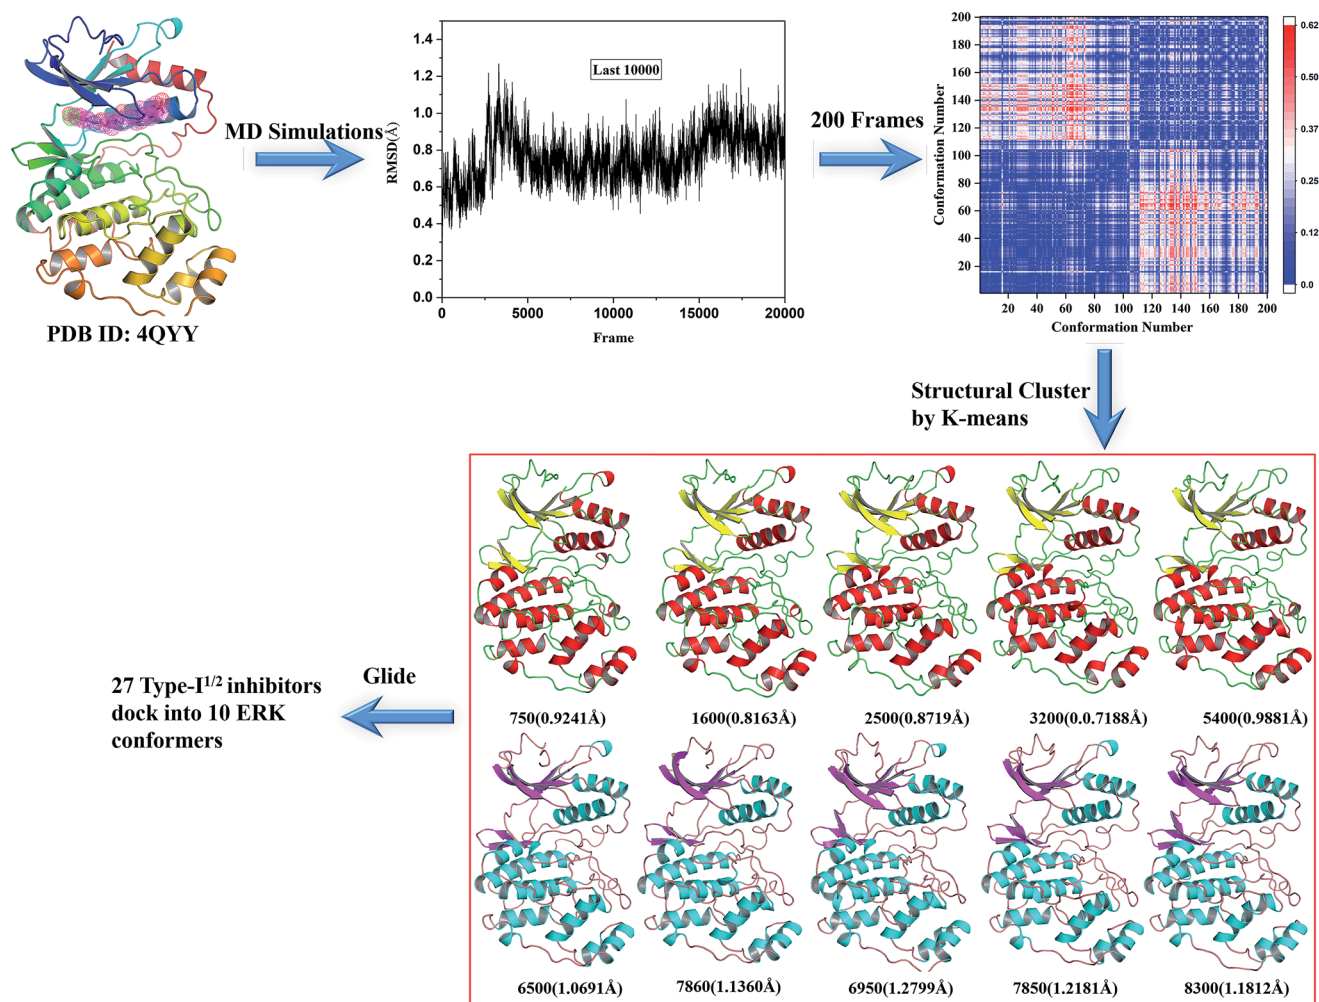 PDB ID: 4QYY
MD Simulations
RMSD(Å)
1.4
1.2
1.0
0.8
0.6
0.4
0.2
0.0
Last 10000
0
5000
10000
15000
20000
Frame
200 Frames
Conformation Number
200
180
160
140
120
100
80
60
40
20
20 40 60 80 100 120 140 160 180 200
Conformation Number
0.62
0.50
0.37
0.25
0.12
0.0
Structural Cluster
by K-means
750(0.9241Å)
1600(0.8163Å)
2500(0.8719Å)
3200(0.0.7188Å)
5400(0.9881Å)
6500(1.0691Å)
7860(1.1360Å)
6950(1.2799Å)
7850(1.2181Å)
8300(1.1812Å)
Glide
27 Type-I1/2 inhibitors
dock into 10 ERK
conformers